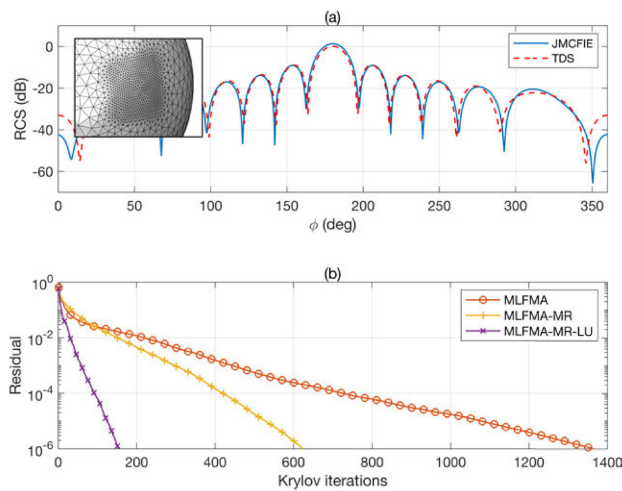 (a)
0
-20
-40
-60
RCS (dB)
JMCFIE
TDS
0 50 100 150 200 250 300 350
ϕ (deg)
(b)
10^0
10^-2
10^-4
10^-6
Residual
MLFMA
MLFMA-MR
MLFMA-MR-LU
0 200 400 600 800 1000 1200 1400
Krylov iterations